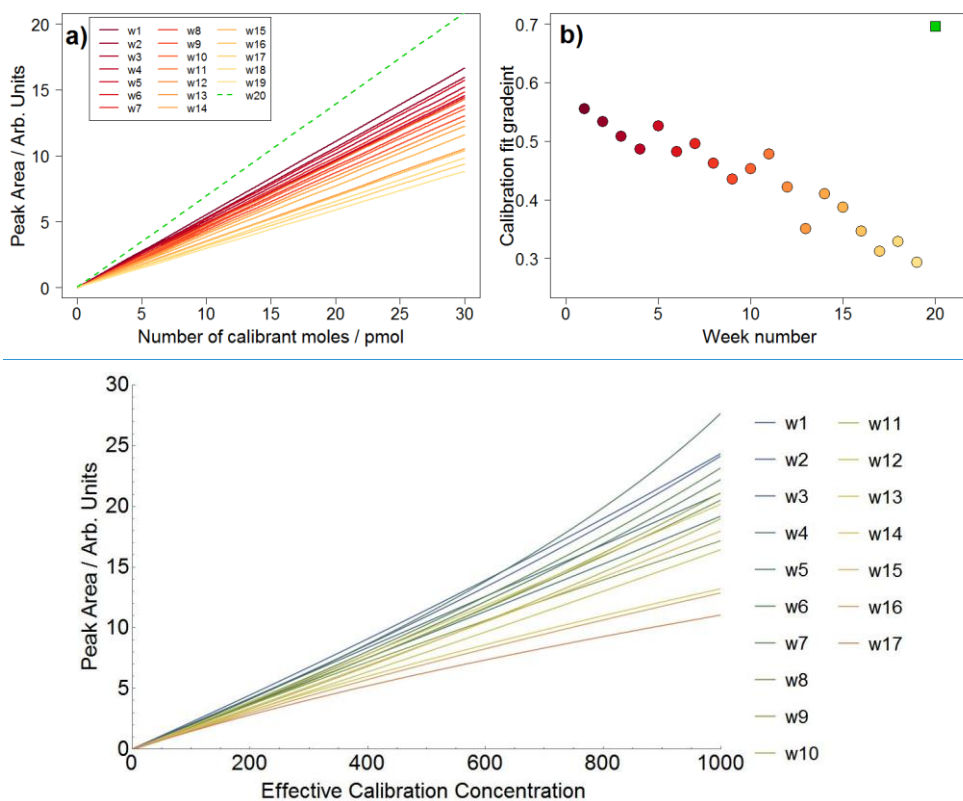 a)
w1 w8 w15
w2 w9 w16
w3 w10 w17
w4 w11 w18
w5 w12 w19
w6 w13 w20
w7 w14
20
15
10
5
0
Peak Area / Arb. Units
0 5 10 15 20 25 30
Number of calibrant moles / pmol
b)
0.7
0.6
0.5
0.4
0.3
Calibration fit gradeint
0 5 10 15 20
Week number
30
25
20
15
10
5
0
Peak Area / Arb. Units
0 200 400 600 800 1000
Effective Calibration Concentration
w1 w11
w2 w12
w3 w13
w4 w14
w5 w15
w6 w16
w7 w17
w8
w9
w10